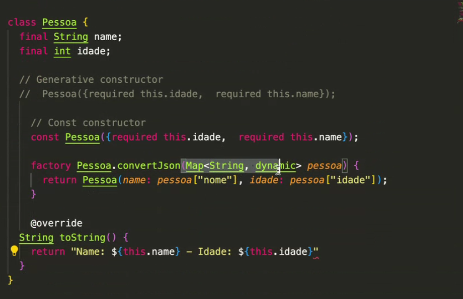 class Pessoa {
  final String name;
  final int idade;

  // Generative constructor
  //  Pessoa({required this.idade,  required this.name});

    // Const constructor
    const Pessoa({required this.idade,  required this.name});

    factory Pessoa.convertJson(Map<String, dynamic> pessoa) {
      return Pessoa(name: pessoa["nome"], idade: pessoa["idade"]);
    }

    @override
  String toString() {
    return "Name: ${this.name} - Idade: ${this.idade}"
  }
}